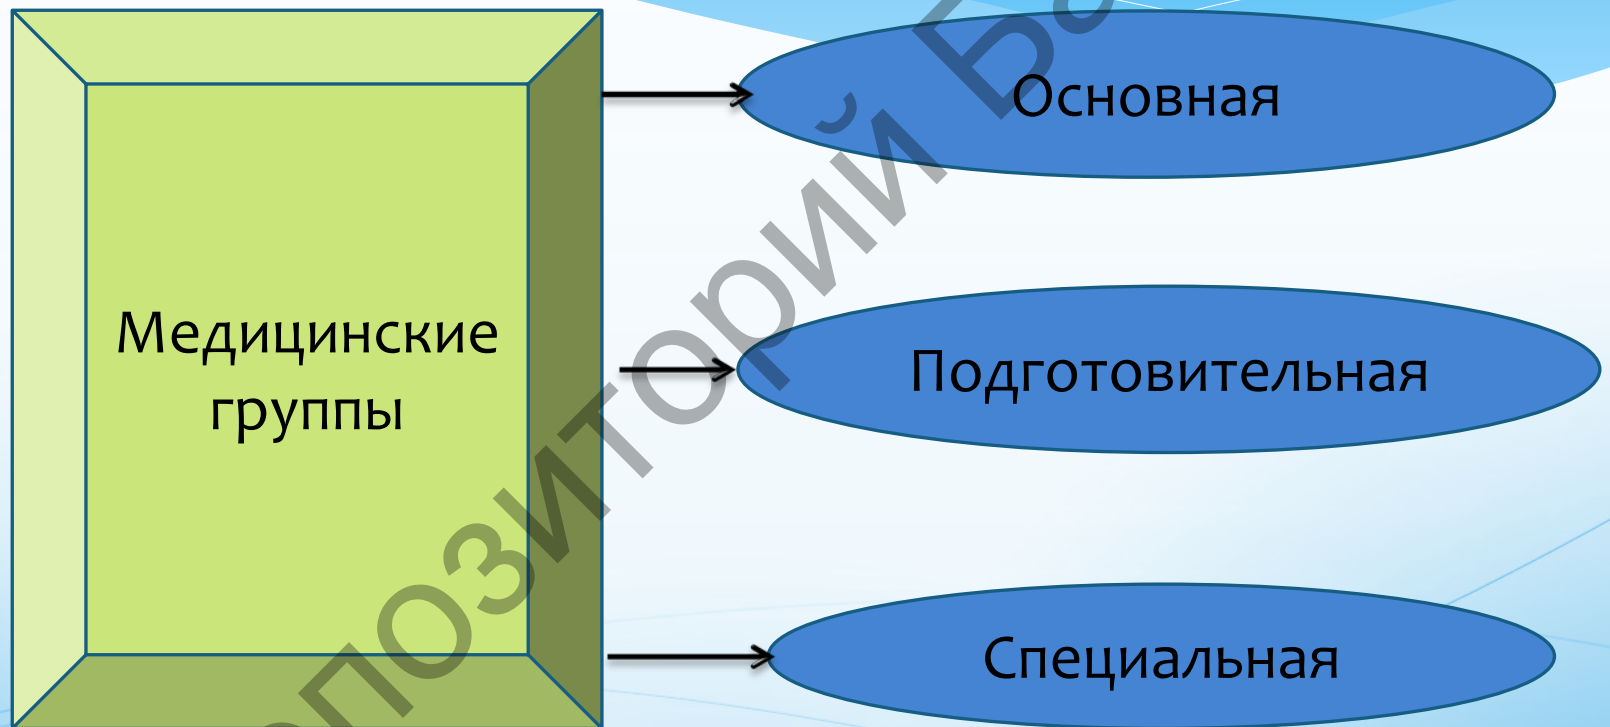 Медицинские
группы
Основная
Подготовительная
Специальная